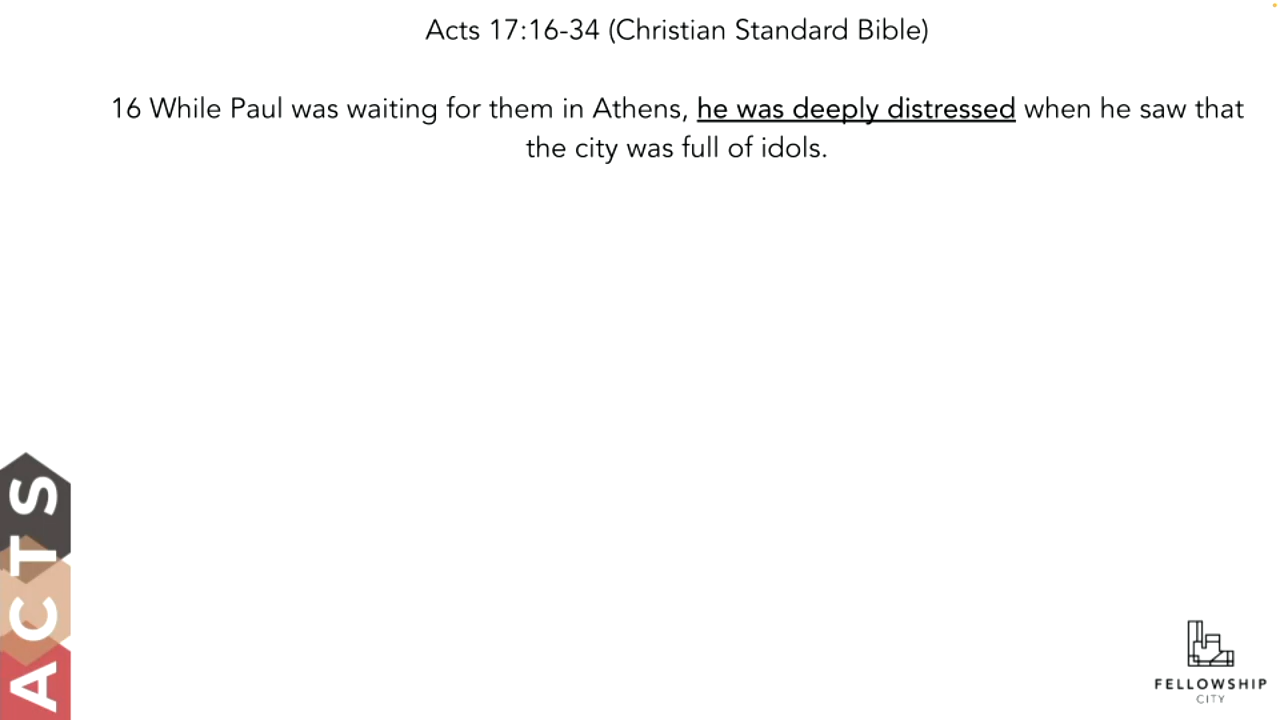 Acts 17:16-34 (Christian Standard Bible)
16 While Paul was waiting for them in Athens, he was deeply distressed when he saw that
the city was full of idols.
ACTS
FELLOWSHIP
CITY